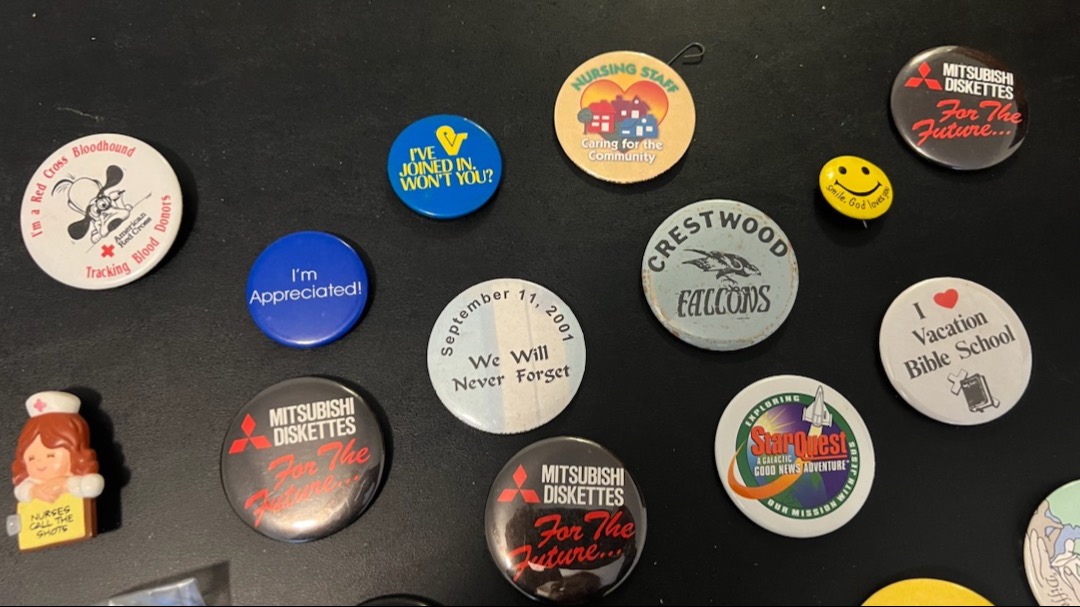 I'm a Red Cross Bloodhound
American
Red Cross
Tracking Blood Donors
I'VE
JOINED IN.
WON'T YOU?
NURSING STAFF
Caring for the
Community
MITSUBISHI
DISKETTES
For The
Future...
smile, God loves you
I'm
Appreciated!
CRESTWOOD
FALCONS
September 11, 2001
We Will
Never Forget
I ❤
Vacation
Bible School
NURSES
CALL THE
SHOTS
MITSUBISHI
DISKETTES
For The
Future...
MITSUBISHI
DISKETTES
For The
Future...
EXPLORING
StarQuest
A GALACTIC
GOOD NEWS ADVENTURE
OUR MISSION WITH JESUS